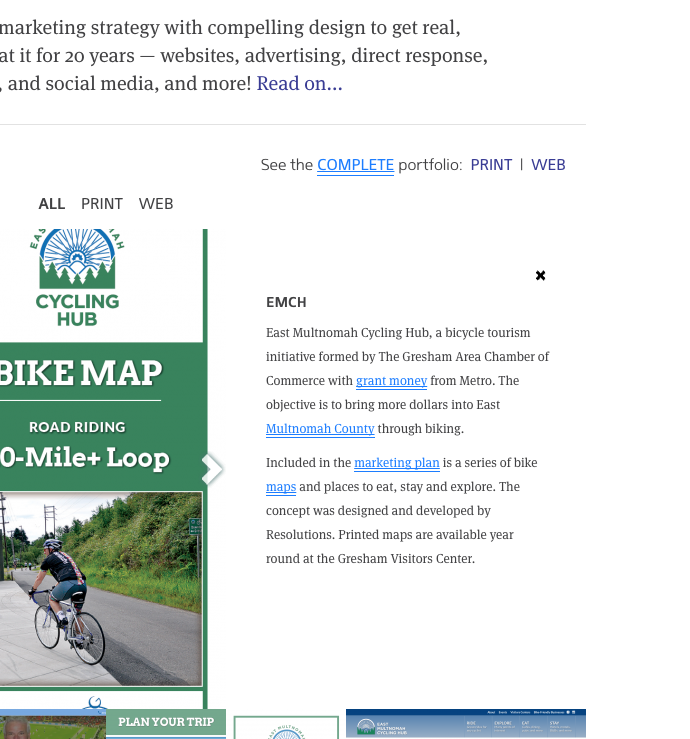 marketing strategy with compelling design to get real,
at it for 20 years — websites, advertising, direct response,
, and social media, and more! Read on...
See the COMPLETE portfolio: PRINT | WEB
ALL PRINT WEB
CYCLING
HUB
BIKE MAP
ROAD RIDING
0-Mile+ Loop
EMCH
East Multnomah Cycling Hub, a bicycle tourism
initiative formed by The Gresham Area Chamber of
Commerce with grant money from Metro. The
objective is to bring more dollars into East
Multnomah County through biking.
Included in the marketing plan is a series of bike
maps and places to eat, stay and explore. The
concept was designed and developed by
Resolutions. Printed maps are available year
round at the Gresham Visitors Center.
PLAN YOUR TRIP
EAST
MULTNOMAH
CYCLING HUB
RIDE EXPLORE EAT STAY